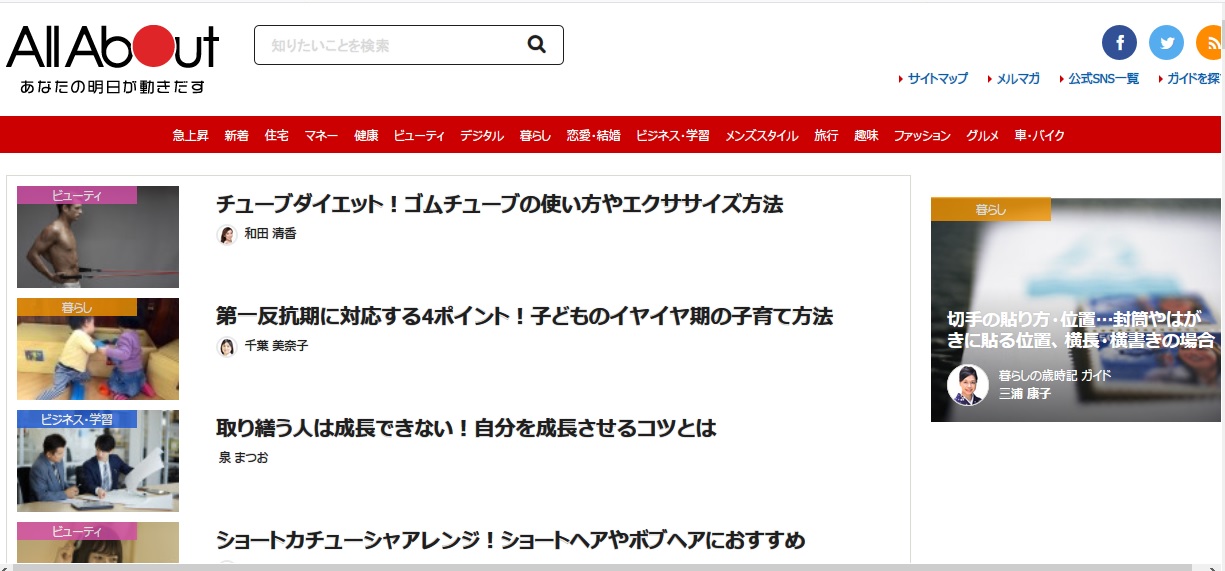 All About
あなたの明日が動きだす
知りたいことを検索
サイトマップ メルマガ 公式SNS一覧 ガイドを探
急上昇 新着 住宅 マネー 健康 ビューティ デジタル 暮らし 恋愛・結婚 ビジネス・学習 メンズスタイル 旅行 趣味 ファッション グルメ 車・バイク
ビューティ
チューブダイエット！ゴムチューブの使い方やエクササイズ方法
和田 清香
暮らし
第一反抗期に対応する4ポイント！子どものイヤイヤ期の子育て方法
千葉 美奈子
ビジネス・学習
取り繕う人は成長できない！自分を成長させるコツとは
泉 まつお
ビューティ
ショートカチューシャアレンジ！ショートヘアやボブヘアにおすすめ
暮らし
切手の貼り方・位置…封筒やはが
きに貼る位置、横長・横書きの場合
暮らしの歳時記 ガイド
三浦 康子